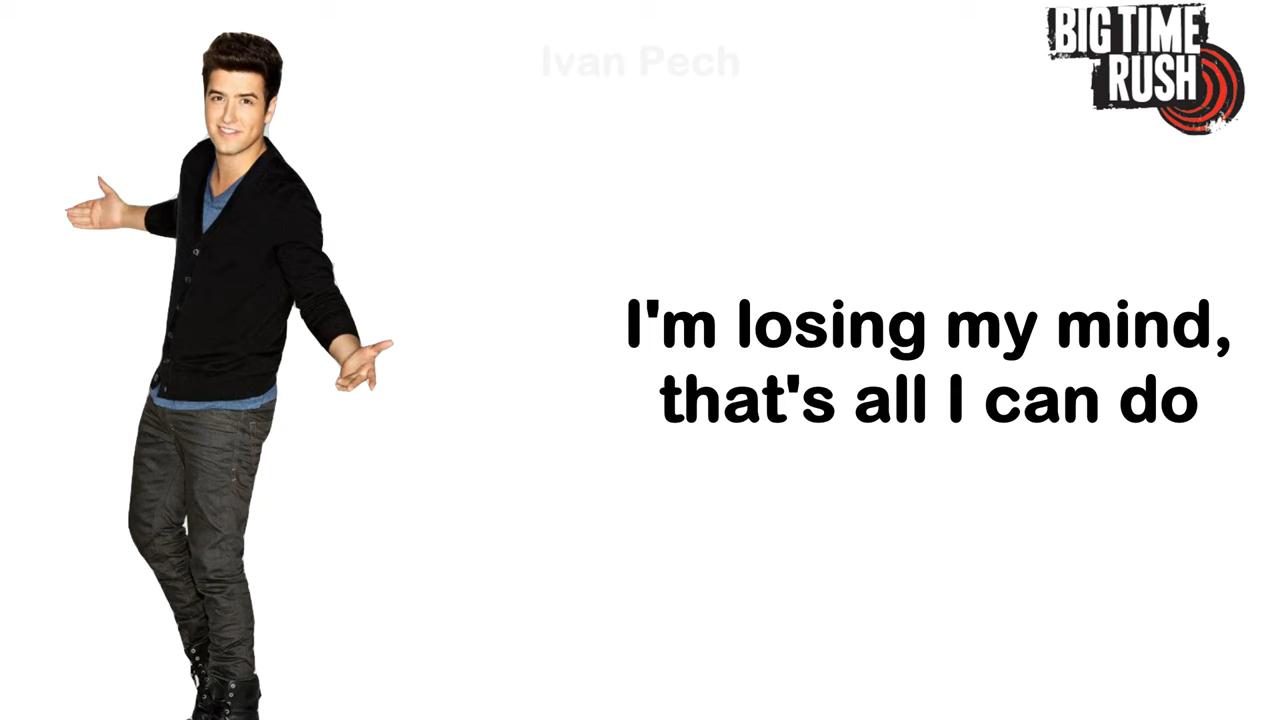 Ivan Pech
BIG TIME
RUSH
I'm losing my mind,
that's all I can do